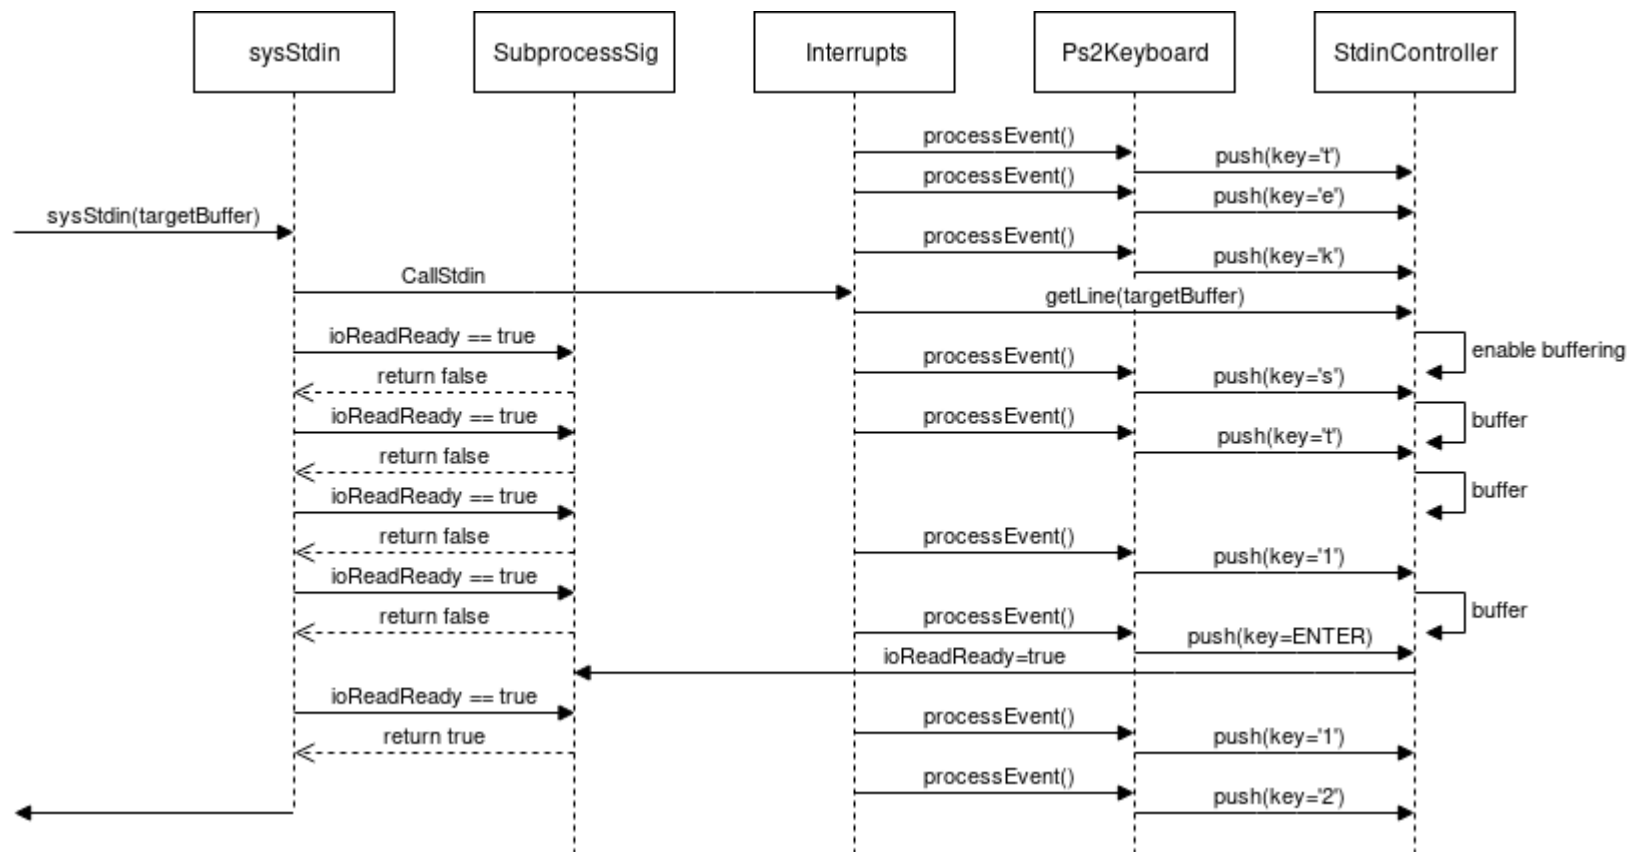 sysStdin
SubprocessSig
Interrupts
Ps2Keyboard
StdinController
processEvent()
push(key='t')
processEvent()
push(key='e')
sysStdin(targetBuffer)
processEvent()
push(key='k')
CallStdin
getLine(targetBuffer)
ioReadReady == true
enable buffering
processEvent()
return false
push(key='s')
ioReadReady == true
processEvent()
buffer
push(key='t')
return false
ioReadReady == true
buffer
return false
processEvent()
push(key='1')
ioReadReady == true
buffer
return false
processEvent()
push(key=ENTER)
ioReadReady=true
ioReadReady == true
processEvent()
return true
push(key='1')
processEvent()
push(key='2')